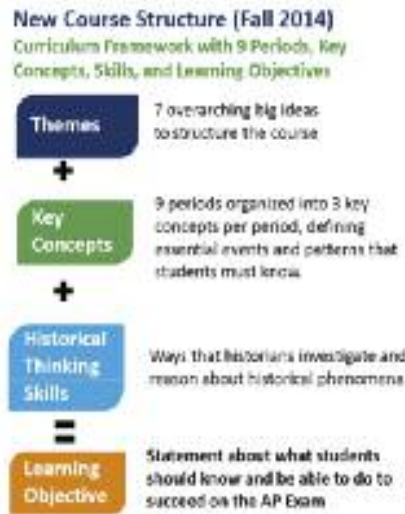 New Course Structure (Fall 2014)
Curriculum Framework with 9 Periods, Key
Concepts, Skills, and Learning Objectives
Themes
7 overarching big ideas
to structure the course
+
Key
Concepts
9 periods organized into 3 key
concepts per period, defining
essential events and patterns that
students must know.
+
Historical
Thinking
Skills
Ways that historians investigate and
reason about historical phenomena
=
Learning
Objective
Statement about what students
should know and be able to do to
succeed on the AP Exam